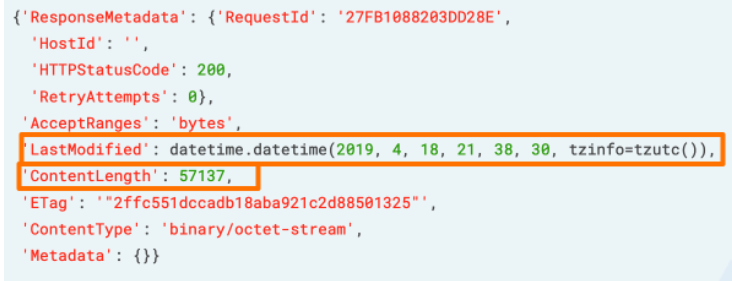 {'ResponseMetadata': {'RequestId': '27FB1088203DD28E',
'HostId': '',
'HTTPStatusCode': 200,
'RetryAttempts': 0},
'AcceptRanges': 'bytes',
'LastModified': datetime.datetime(2019, 4, 18, 21, 38, 30, tzinfo=tzutc()),
'ContentLength': 57137,
'ETag': '"2ffc551dccadb18aba921c2d88501325"',
'ContentType': 'binary/octet-stream',
'Metadata': {}}